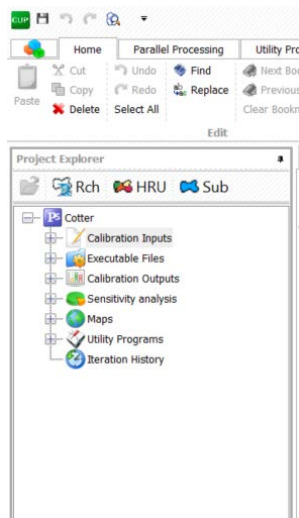 CUP
Home Parallel Processing Utility Pro
Paste Cut Undo Find Next Boo
Copy Redo Replace Previous
Delete Select All Clear Bookn
Edit
Project Explorer
Rch HRU Sub
PS Cotter
Calibration Inputs
Executable Files
Calibration Outputs
Sensitivity analysis
Maps
Utility Programs
Iteration History